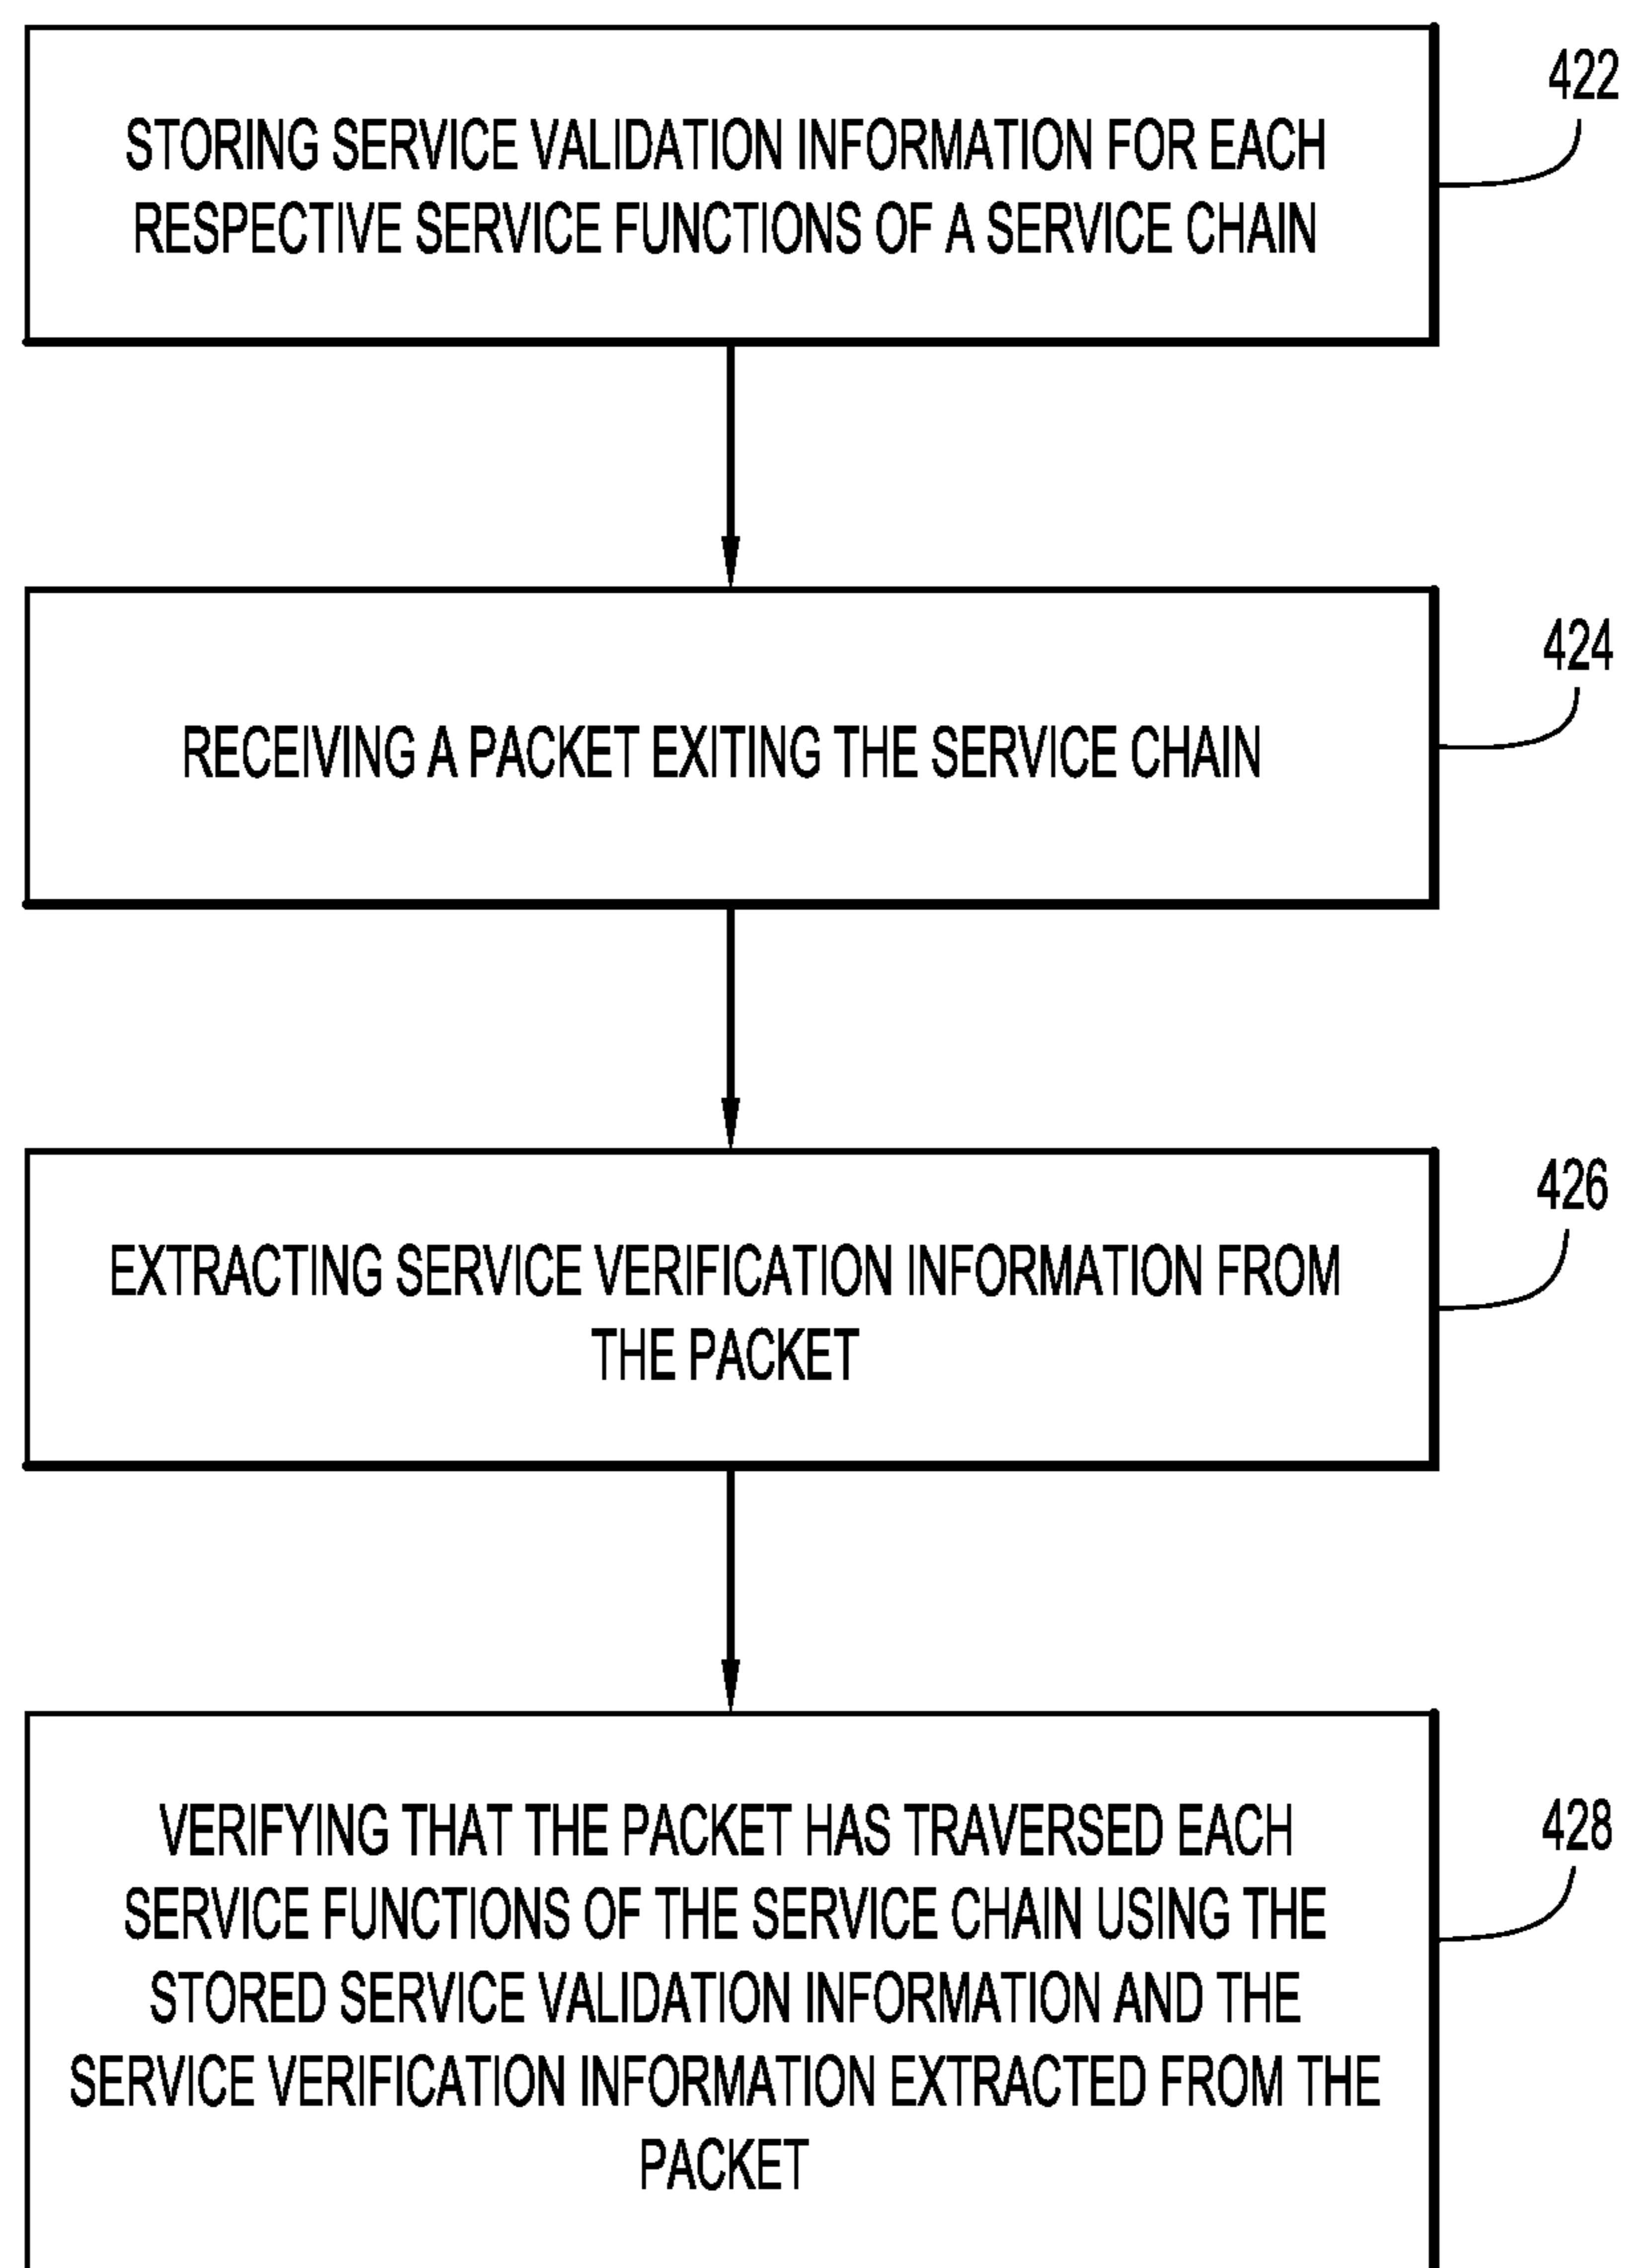 422
STORING SERVICE VALIDATION INFORMATION FOR EACH
RESPECTIVE SERVICE FUNCTIONS OF A SERVICE CHAIN
424
RECEIVING A PACKET EXITING THE SERVICE CHAIN
426
EXTRACTING SERVICE VERIFICATION INFORMATION FROM
THE PACKET
428
VERIFYING THAT THE PACKET HAS TRAVERSED EACH
SERVICE FUNCTIONS OF THE SERVICE CHAIN USING THE
STORED SERVICE VALIDATION INFORMATION AND THE
SERVICE VERIFICATION INFORMATION EXTRACTED FROM THE
PACKET